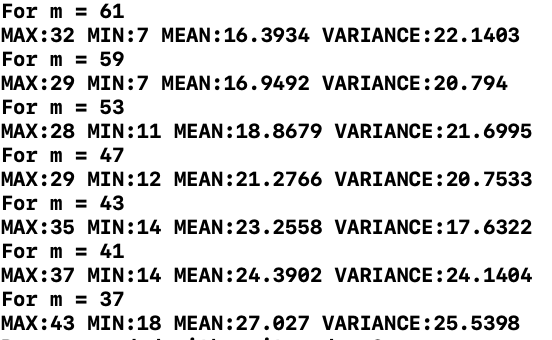 For m = 61
MAX:32 MIN:7 MEAN:16.3934 VARIANCE:22.1403
For m = 59
MAX:29 MIN:7 MEAN:16.9492 VARIANCE:20.794
For m = 53
MAX:28 MIN:11 MEAN:18.8679 VARIANCE:21.6995
For m = 47
MAX:29 MIN:12 MEAN:21.2766 VARIANCE:20.7533
For m = 43
MAX:35 MIN:14 MEAN:23.2558 VARIANCE:17.6322
For m = 41
MAX:37 MIN:14 MEAN:24.3902 VARIANCE:24.1404
For m = 37
MAX:43 MIN:18 MEAN:27.027 VARIANCE:25.5398